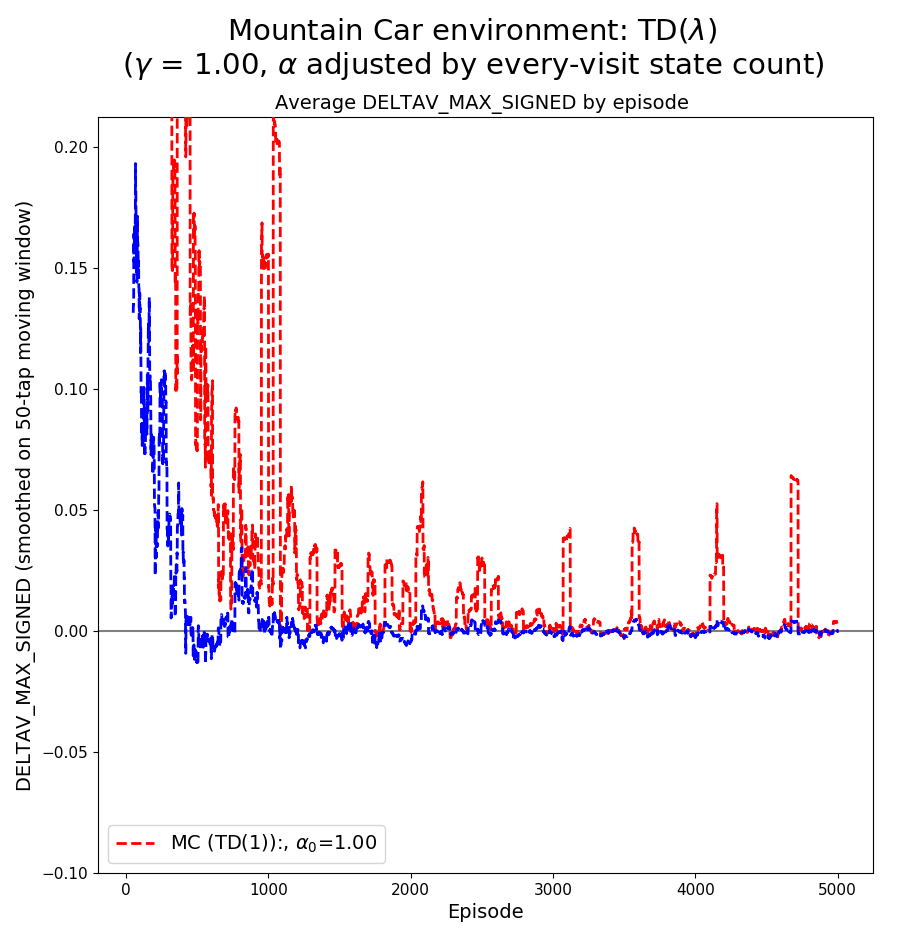 Mountain Car environment: TD(λ)
(γ = 1.00, α adjusted by every-visit state count)
Average DELTAV_MAX_SIGNED by episode
DELTAV_MAX_SIGNED (smoothed on 50-tap moving window)
0.20
0.15
0.10
0.05
0.00
−0.05
−0.10
MC (TD(1)):, α₀=1.00
0 1000 2000 3000 4000 5000
Episode